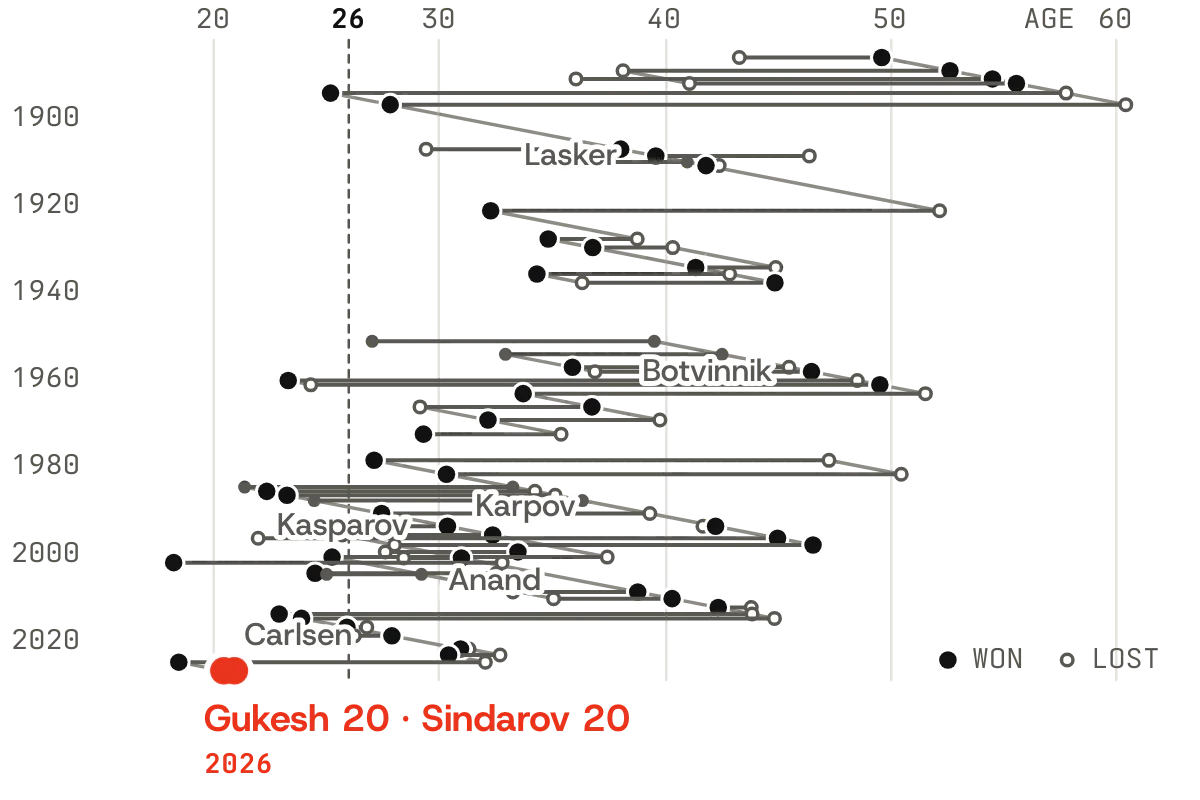 20 26 30 40 50 AGE 60
1900
Lasker
1920
1940
Botvinnik
1960
1980
Karpov
Kasparov
2000
Anand
Carlsen
2020
WON LOST
Gukesh 20 · Sindarov 20
2026